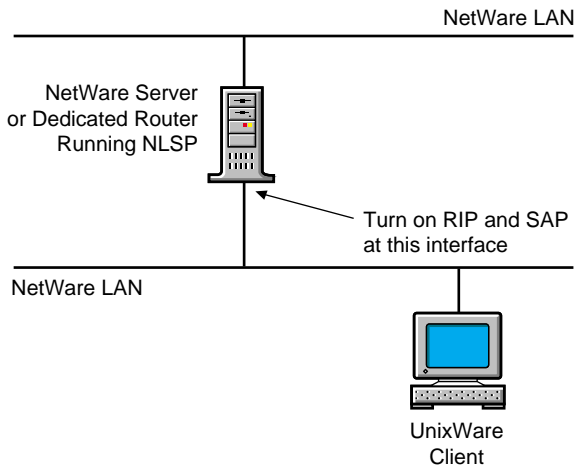 NetWare LAN
NetWare Server
or Dedicated Router
Running NLSP
Turn on RIP and SAP
at this interface
NetWare LAN
UnixWare
Client